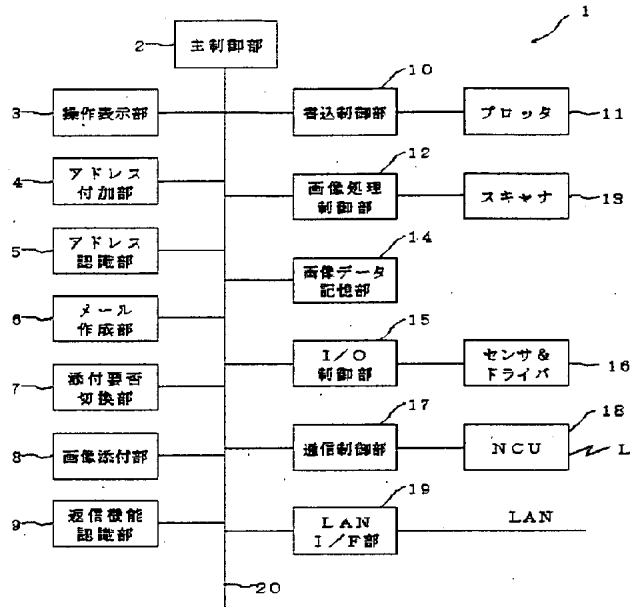 1
2
主制御部
3
操作表示部
10
書込制御部
プロッタ
11
4
アドレス
付加部
12
画像処理
制御部
スキャナ
13
5
アドレス
認識部
14
画像データ
記憶部
6
メール
作成部
15
I/O
制御部
センサ&
ドライバ
16
7
添付要否
切換部
17
通信制御部
18
NCU
L
8
画像添付部
19
LAN
I/F部
LAN
9
返信機能
認識部
20